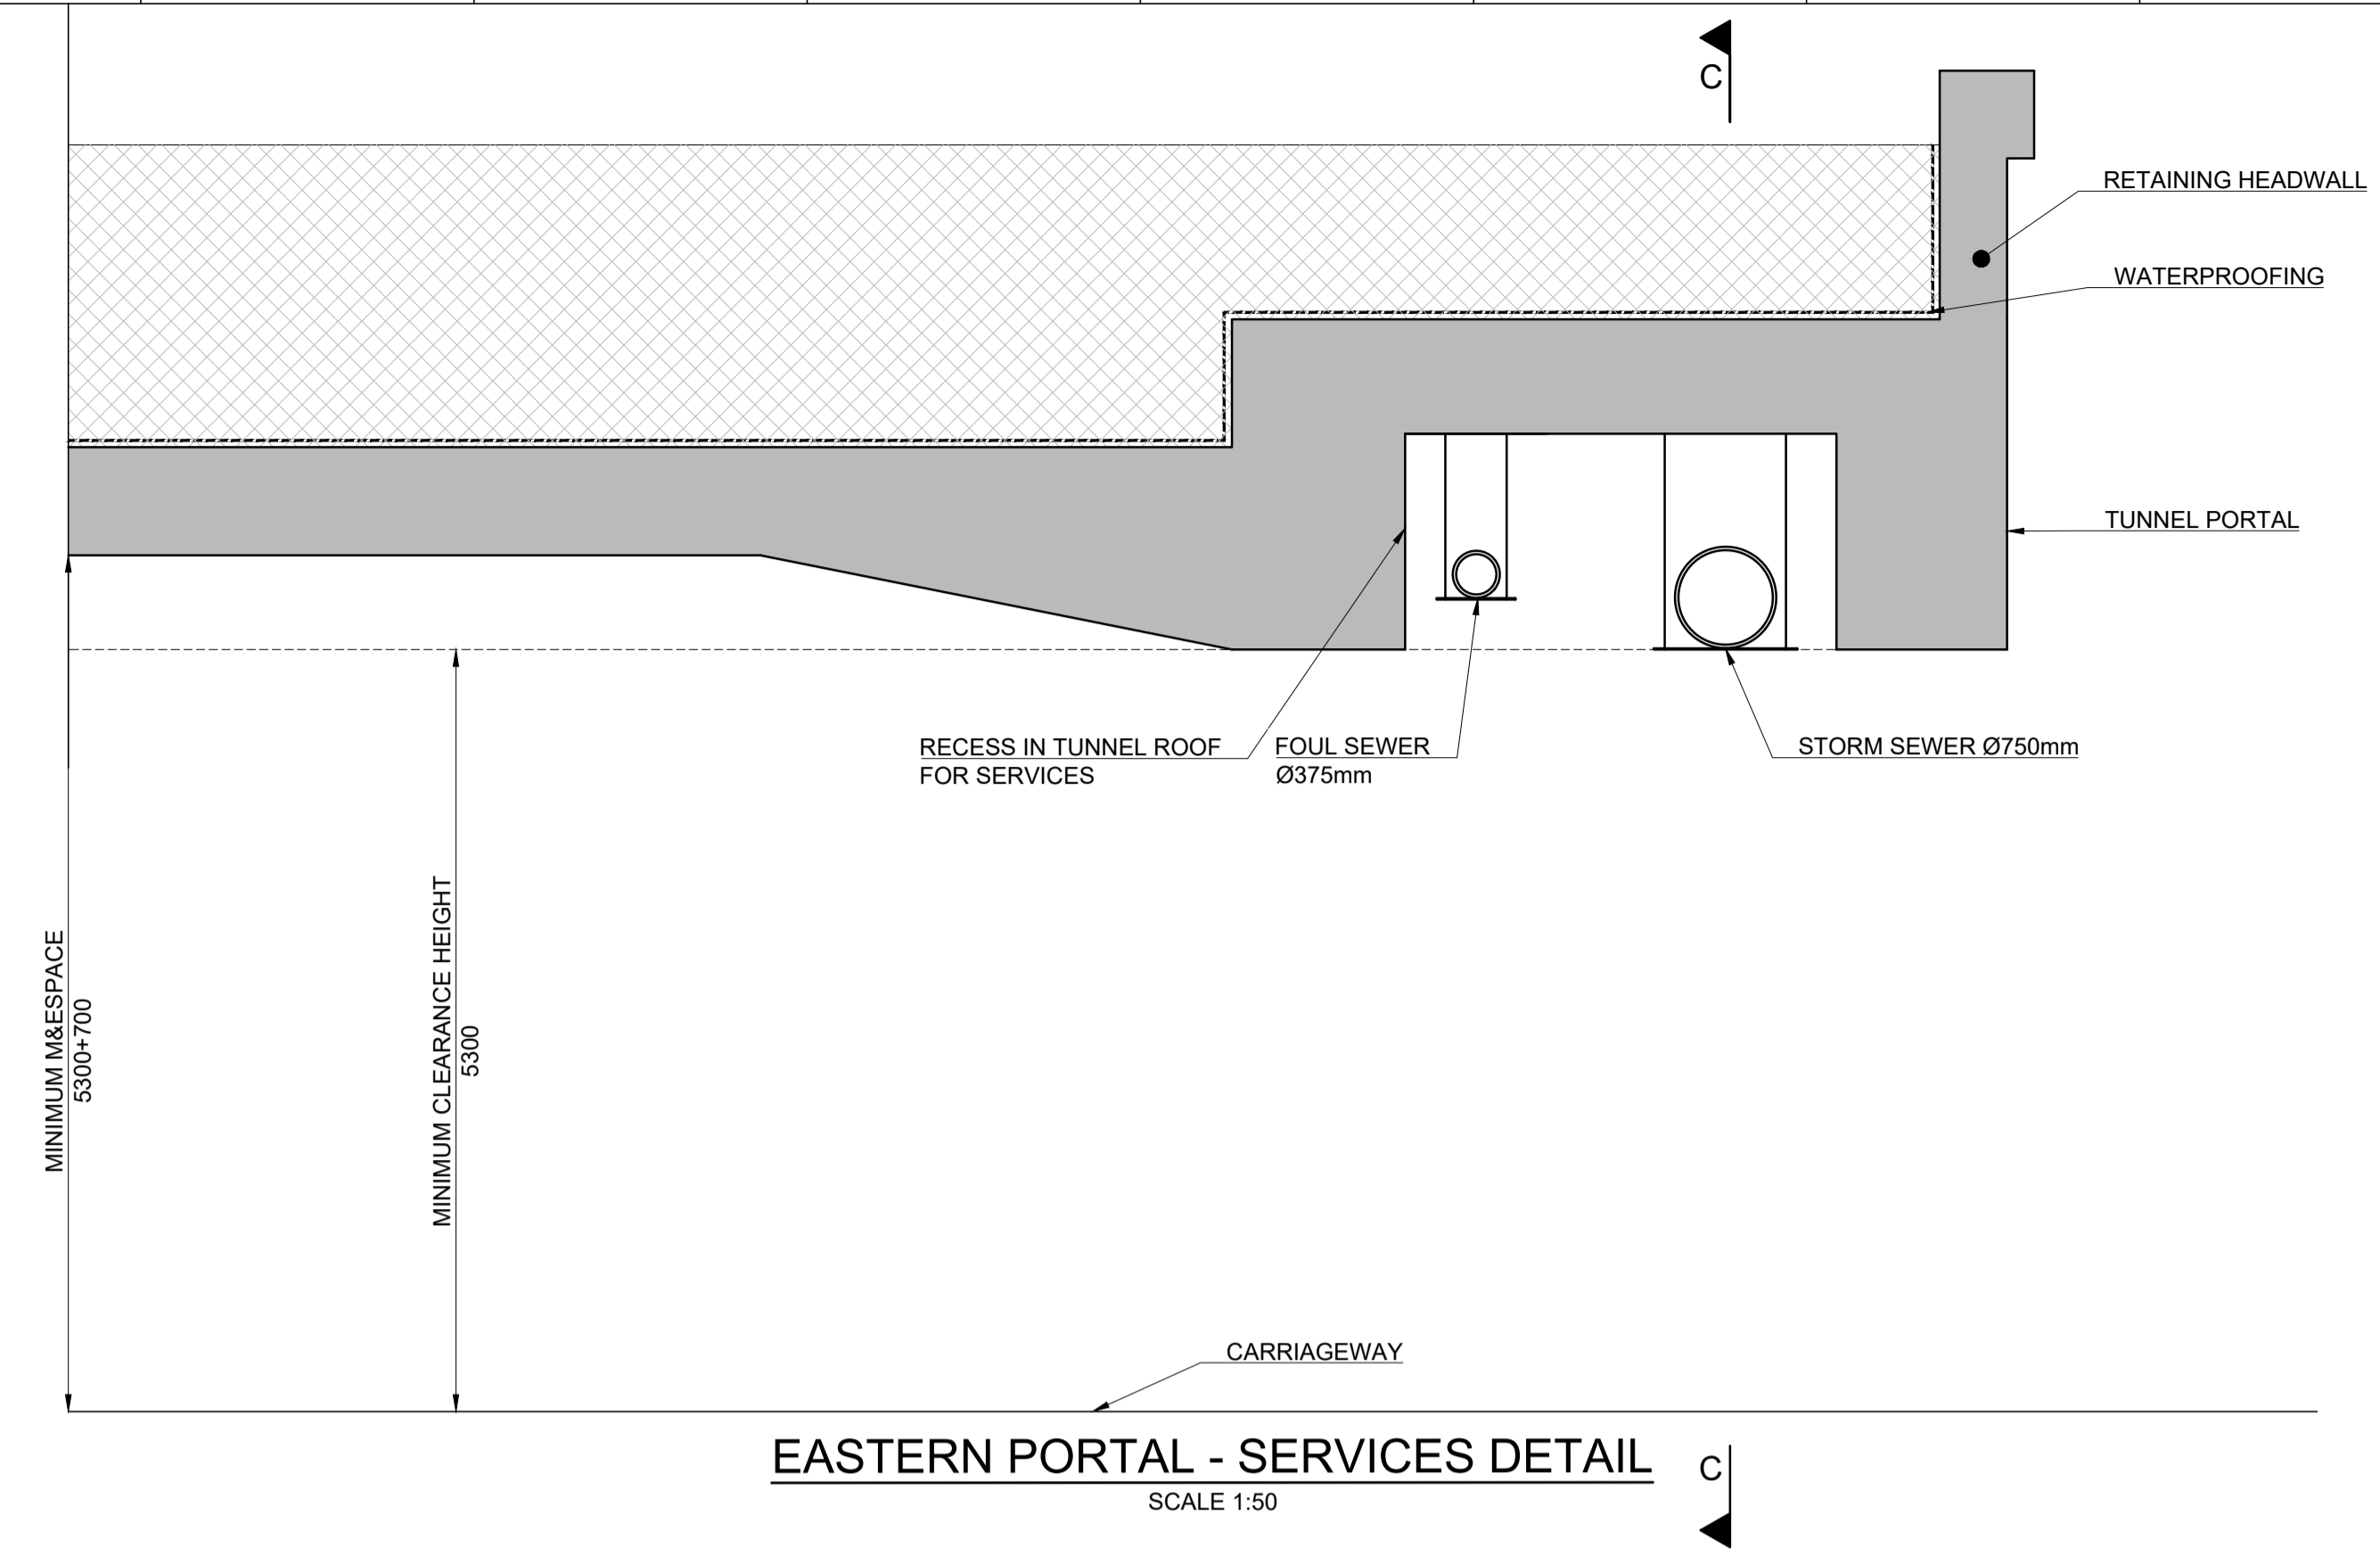 C
RETAINING HEADWALL
WATERPROOFING
TUNNEL PORTAL
RECESS IN TUNNEL ROOF
FOR SERVICES
FOUL SEWER
Ø375mm
STORM SEWER Ø750mm
MINIMUM M&ESPACE
5300+700
MINIMUM CLEARANCE HEIGHT
5300
CARRIAGEWAY
EASTERN PORTAL - SERVICES DETAIL
SCALE 1:50
C